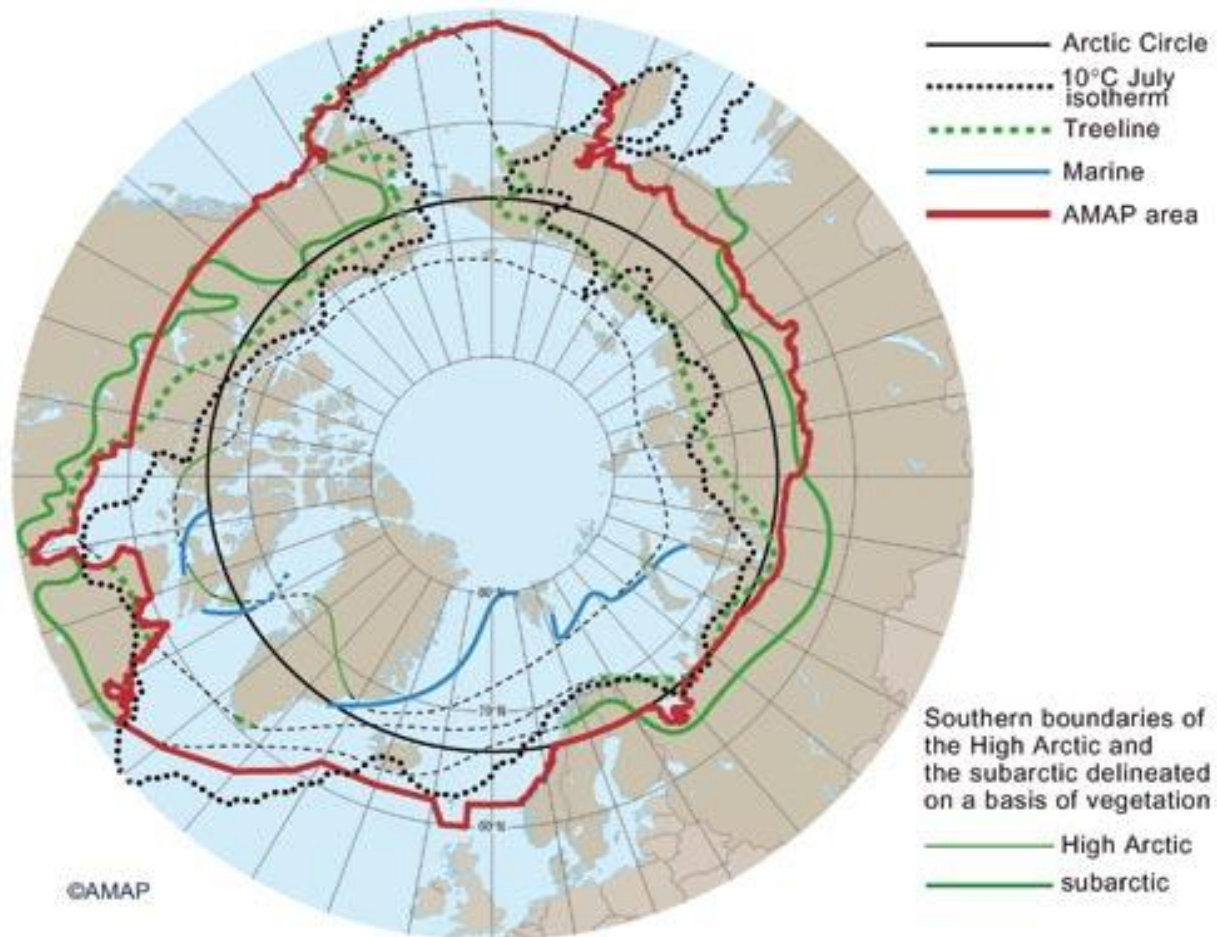 Arctic Circle
10°C July
isotherm
Treeline
Marine
AMAP area
80°N
70°N
60°N
Southern boundaries of
the High Arctic and
the subarctic delineated
on a basis of vegetation
High Arctic
subarctic
©AMAP